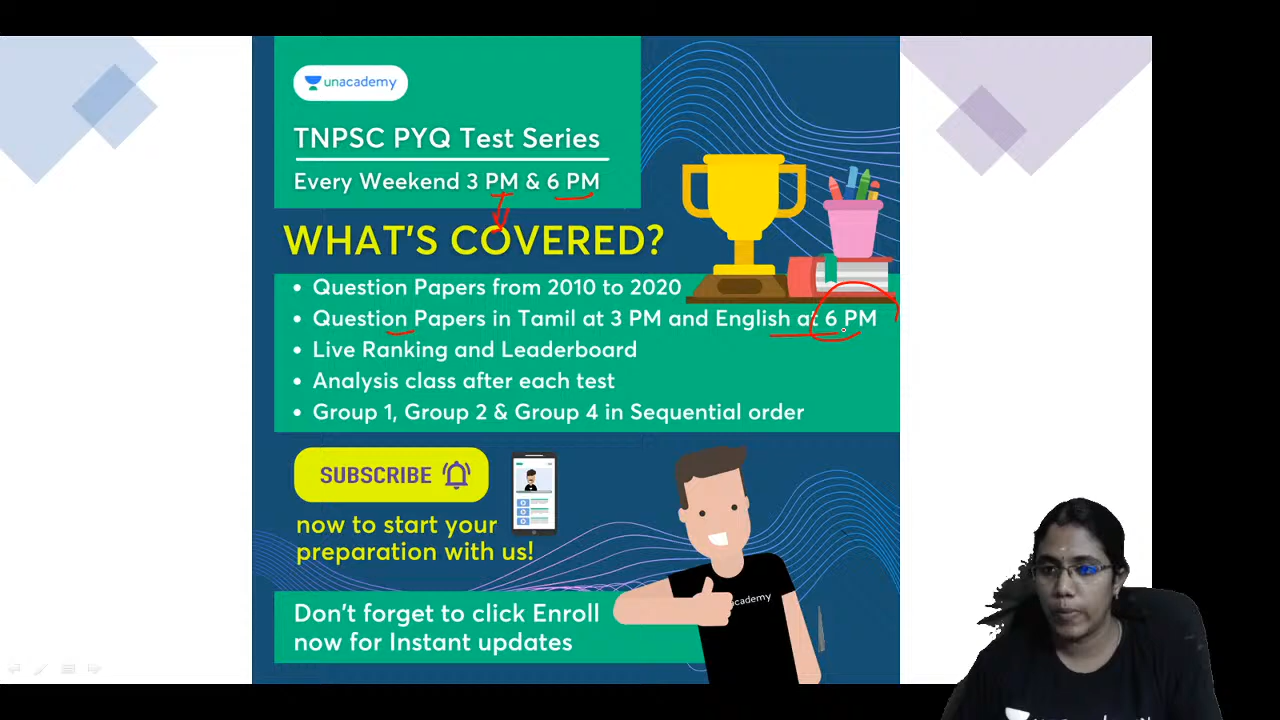 unacademy
TNPSC PYQ Test Series
Every Weekend 3 PM & 6 PM
WHAT'S COVERED?
• Question Papers from 2010 to 2020
• Question Papers in Tamil at 3 PM and English at 6 PM
• Live Ranking and Leaderboard
• Analysis class after each test
• Group 1, Group 2 & Group 4 in Sequential order
SUBSCRIBE
now to start your
preparation with us!
Don't forget to click Enroll
now for Instant updates